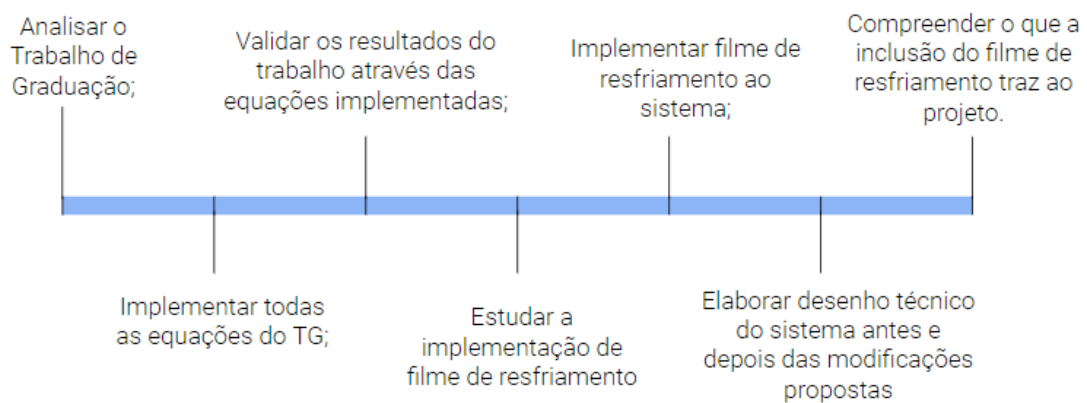 Analisar o
Trabalho de
Graduação;
Implementar todas
as equações do TG;
Validar os resultados do
trabalho através das
equações implementadas;
Estudar a
implementação de
filme de resfriamento
Implementar filme de
resfriamento ao
sistema;
Elaborar desenho técnico
do sistema antes e
depois das modificações
propostas
Compreender o que a
inclusão do filme de
resfriamento traz ao
projeto.